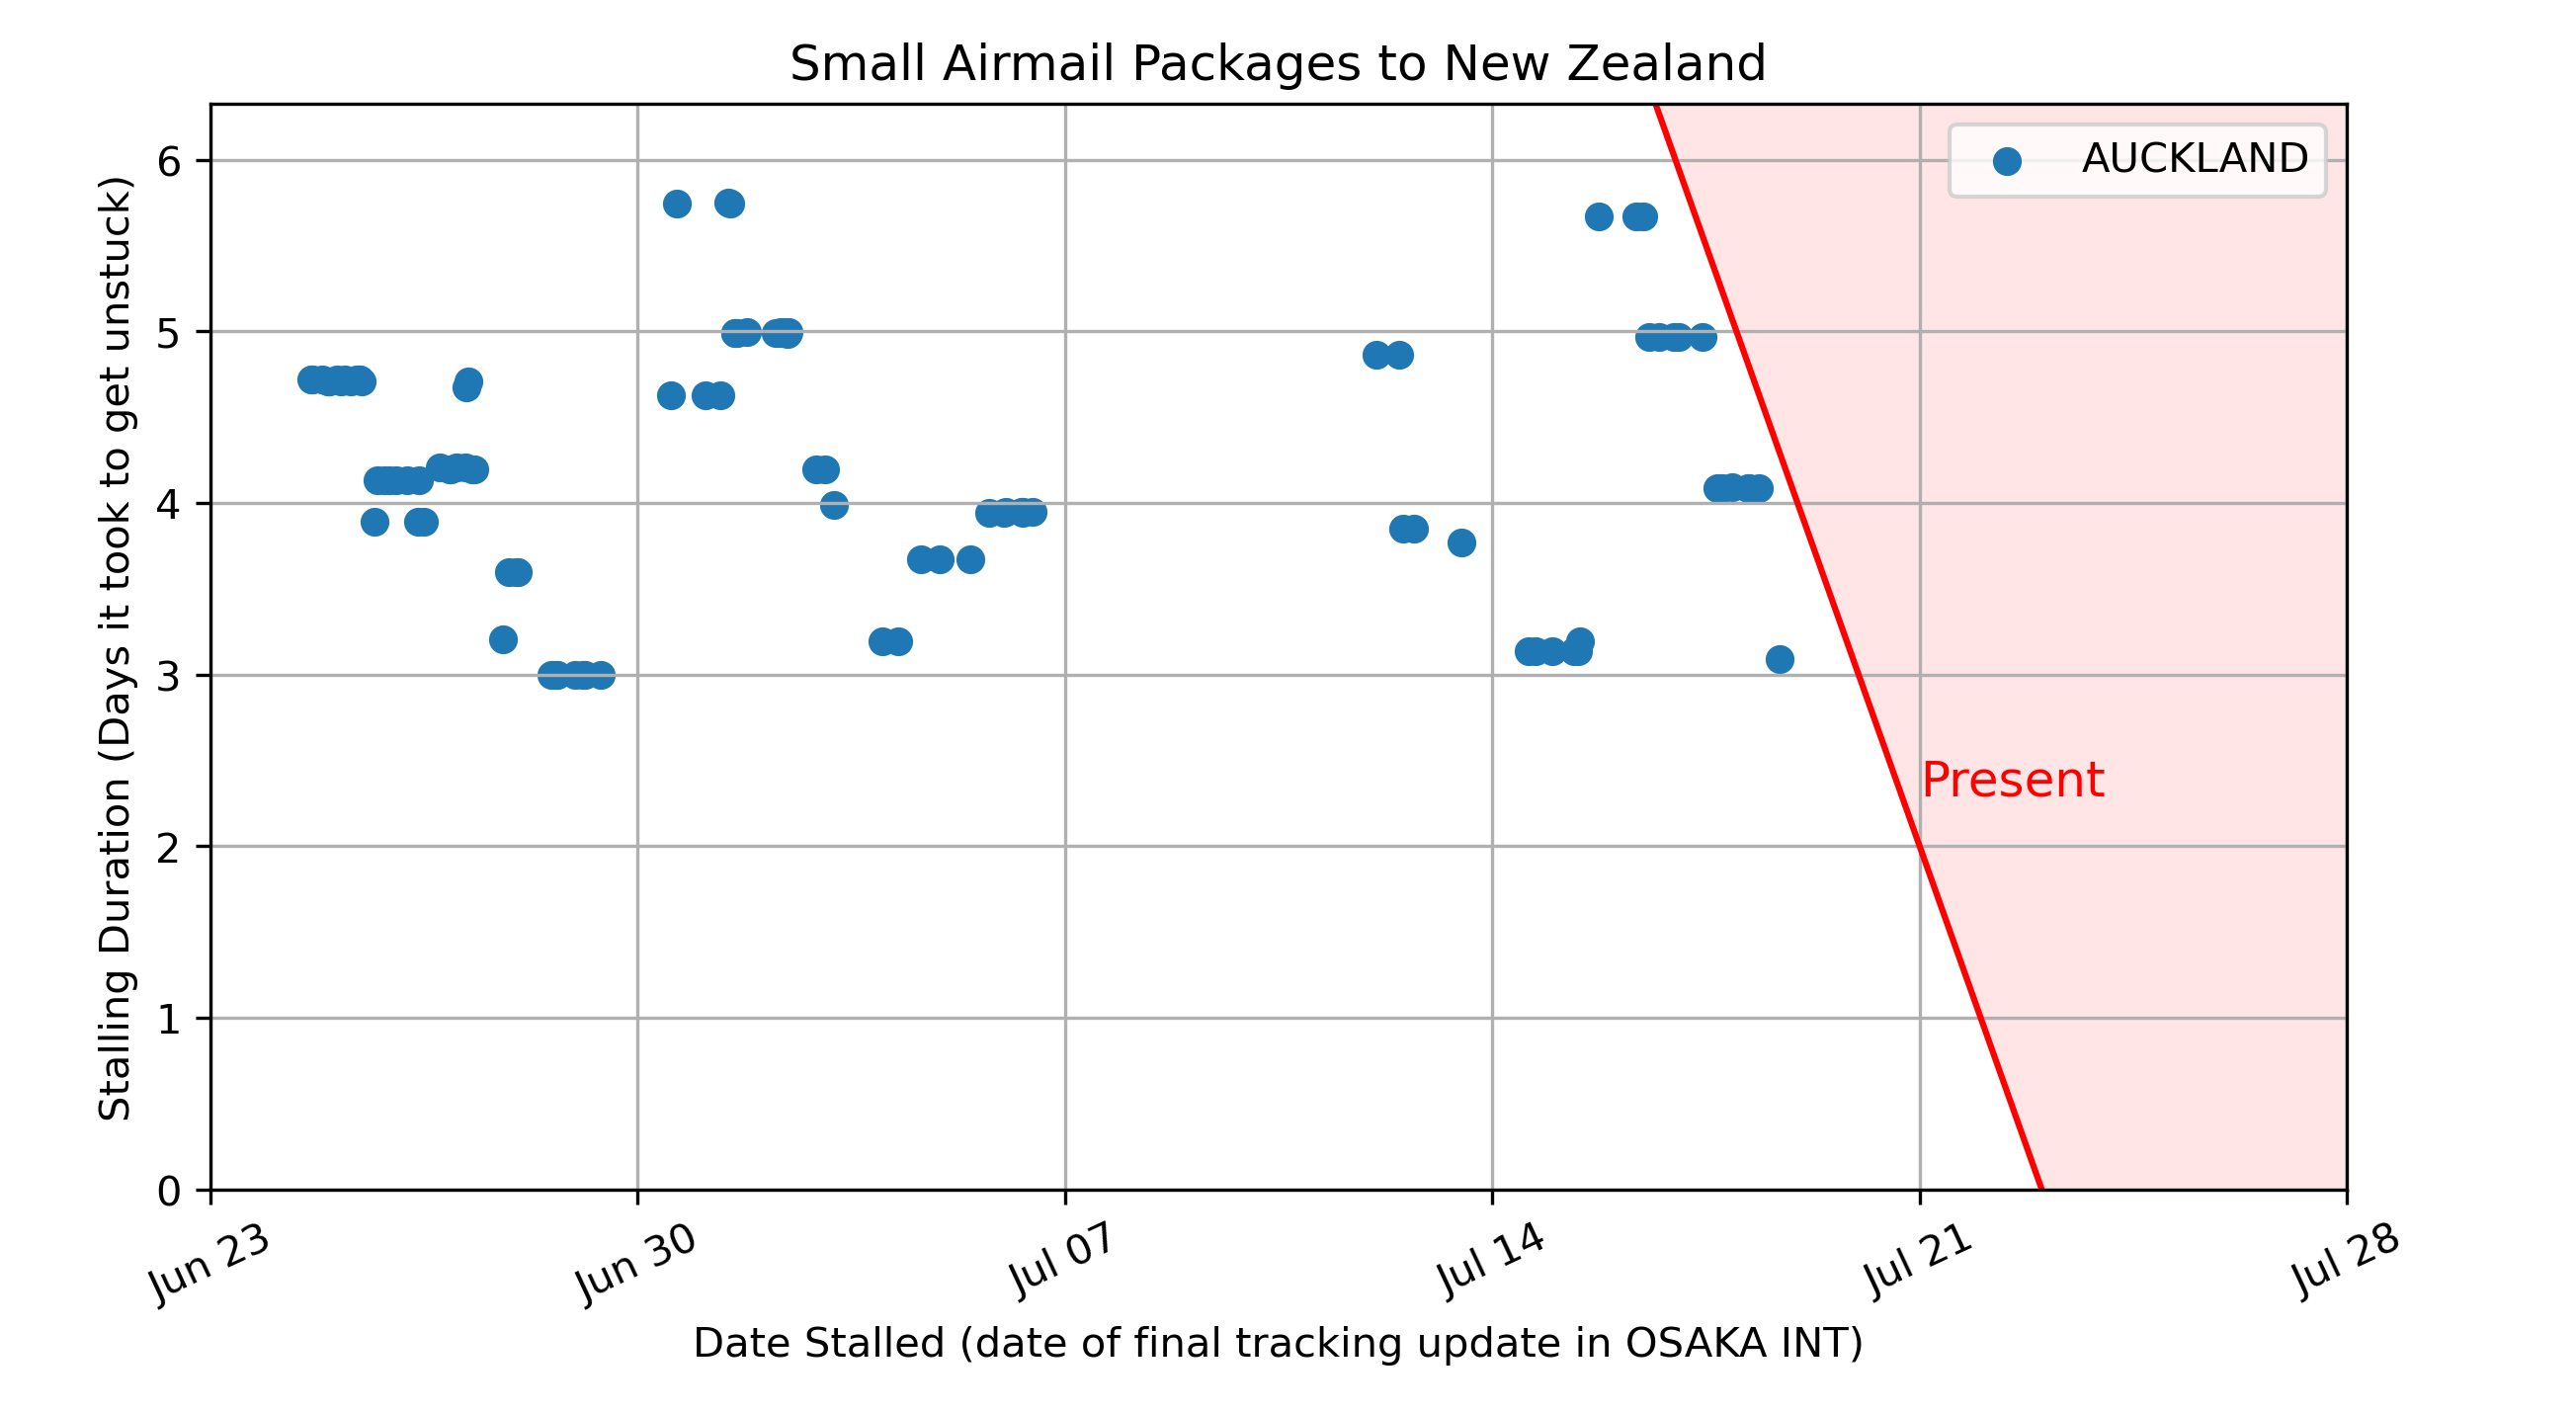 Small Airmail Packages to New Zealand
AUCKLAND
Present
Stalling Duration (Days it took to get unstuck)
6
5
4
3
2
1
0
Jun 23
Jun 30
Jul 07
Jul 14
Jul 21
Jul 28
Date Stalled (date of final tracking update in OSAKA INT)